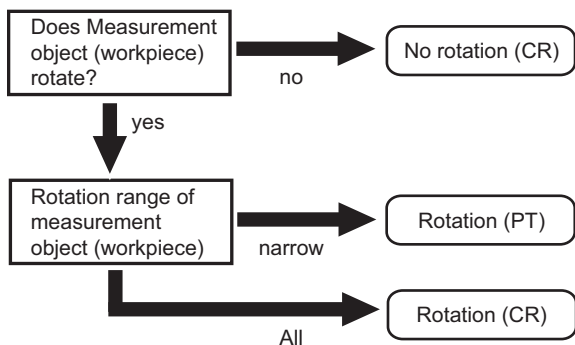 Does Measurement
object (workpiece)
rotate?
no
No rotation (CR)
yes
Rotation range of
measurement
object (workpiece)
narrow
Rotation (PT)
All
Rotation (CR)